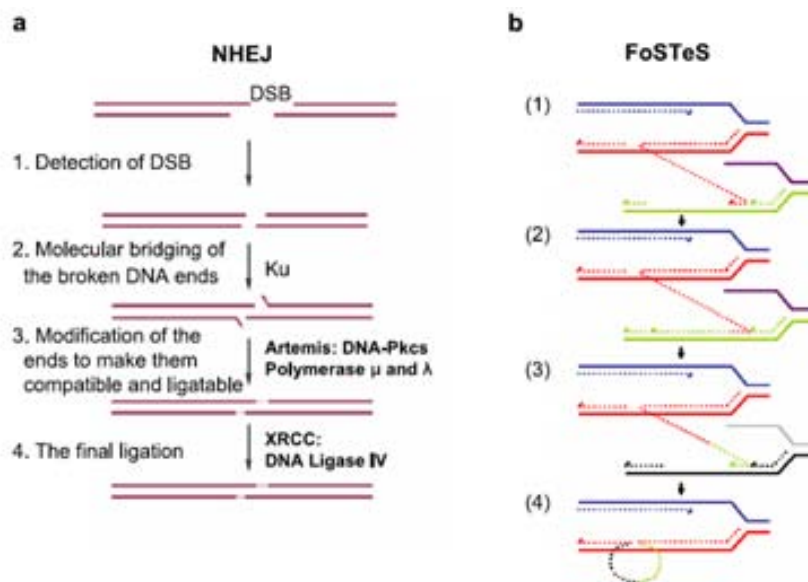 a
NHEJ
DSB
1. Detection of DSB
2. Molecular bridging of
the broken DNA ends
Ku
3. Modification of the
ends to make them
compatible and ligatable
Artemis: DNA-Pkcs
Polymerase μ and λ
4. The final ligation
XRCC:
DNA Ligase IV
b
FoSTeS
(1)
(2)
(3)
(4)